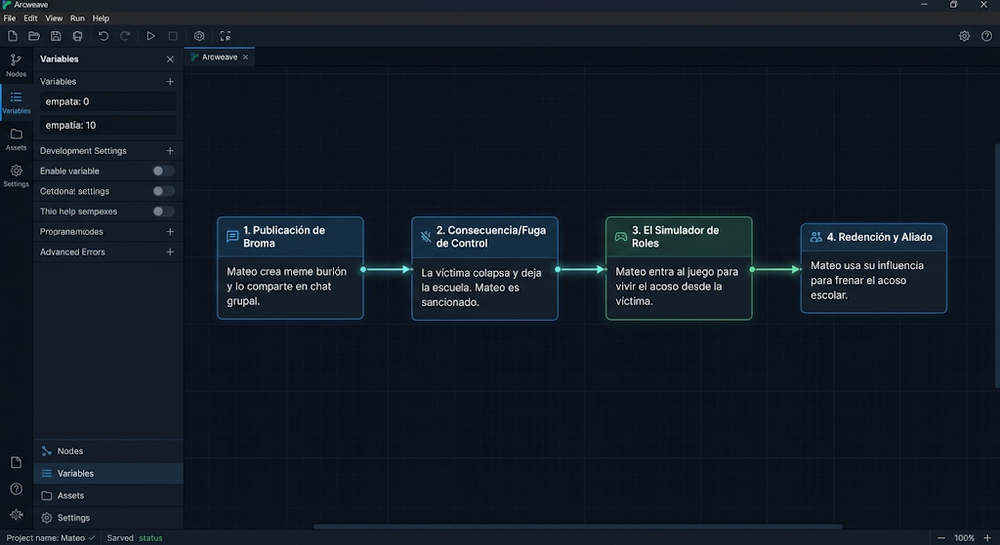 Arcweave
File Edit View Run Help
Nodes
Variables
Assets
Settings
Variables
Variables
empata: 0
empatía: 10
Development Settings
Enable variable
Cetdona! settings
Thio help sempexes
Propranamɪodes
Advanced Errors
Nodes
Variables
Assets
Settings
Arcweave
1. Publicación de
Broma
Mateo crea meme burlón
y lo comparte en chat
grupal.
2. Consecuencia/Fuga
de Control
La víctima colapsa y deja
la escuela. Mateo es
sancionado.
3. El Simulador de
Roles
Mateo entra al juego para
vivir el acoso desde la
víctima.
4. Redención y Aliado
Mateo usa su influencia
para frenar el acoso
escolar.
Project name: Mateo Sarved status
100%